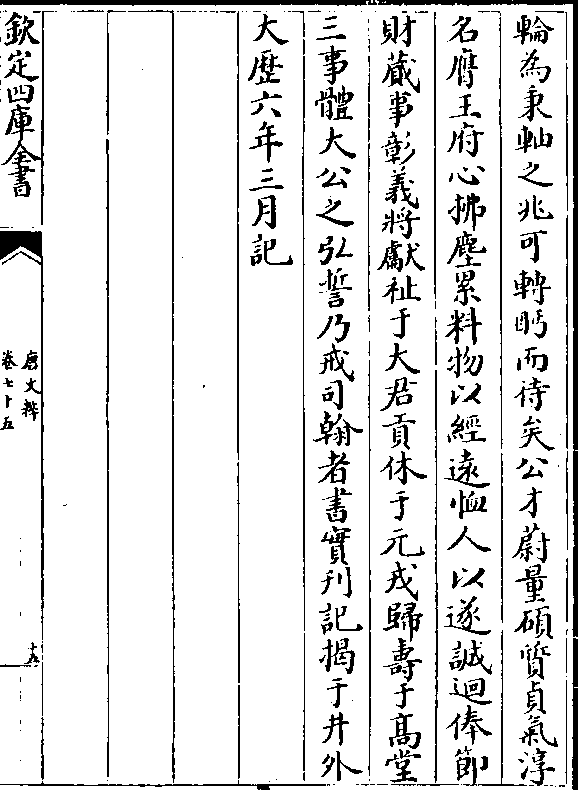 輪為秉軸之兆可轉眄而待矣公才蔚量碩質貞氣淳
名膺王府心拂塵累料物以經遠恤人以遂誠迴俸節
財蕆事彰義將獻祉于大君貢休于元戎歸壽于髙堂
三事體大公之弘誓乃戒司翰者書實刋記揭于井外
大歴六年三月記
欽定四庫全書
唐文粹
卷七十五
十五